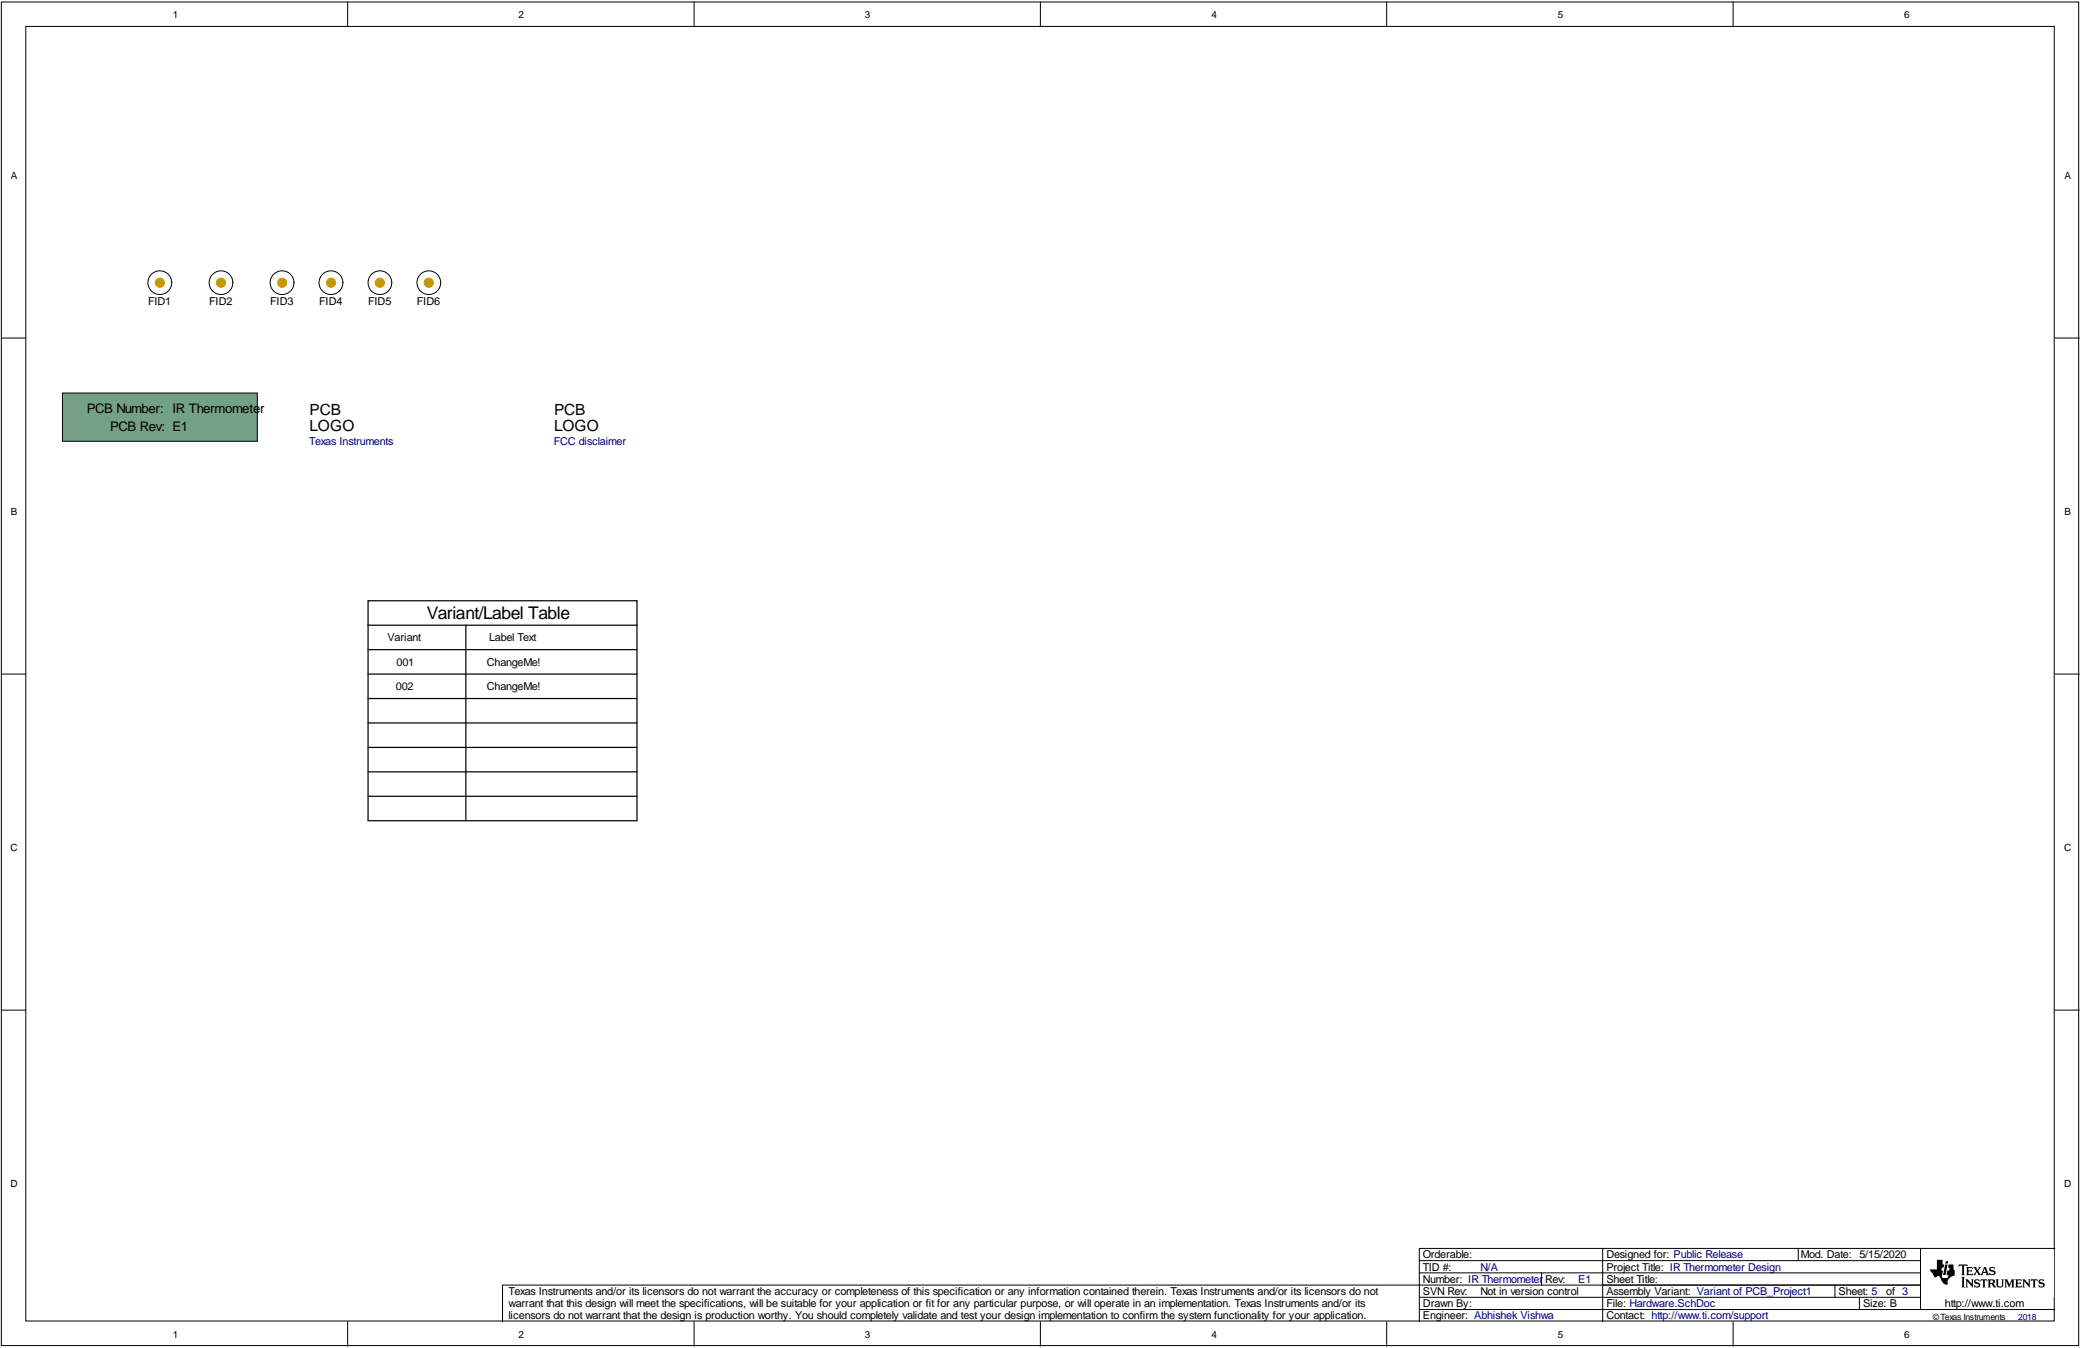 1 2 3 4 5 6
A A
FID1 FID2 FID3 FID4 FID5 FID6
PCB Number: IR Thermometer
PCB Rev: E1
PCB
LOGO
Texas Instruments
PCB
LOGO
FCC disclaimer
B B
Variant/Label Table
Variant Label Text
001 ChangeMe!
002 ChangeMe!
C C
D D
Texas Instruments and/or its licensors do not warrant the accuracy or completeness of this specification or any information contained therein. Texas Instruments and/or its licensors do not
warrant that this design will meet the specifications, will be suitable for your application or fit for any particular purpose, or will operate in an implementation. Texas Instruments and/or its
licensors do not warrant that the design is production worthy. You should completely validate and test your design implementation to confirm the system functionality for your application.
Orderable: Designed for: Public Release Mod. Date: 5/15/2020
TID #: N/A Project Title: IR Thermometer Design
Number: IR Thermometer Rev: E1 Sheet Title:
SVN Rev: Not in version control Assembly Variant: Variant of PCB_Project1 Sheet: 5 of 3
Drawn By: File: Hardware.SchDoc Size: B
Engineer: Abhishek Vishwa Contact: http://www.ti.com/support
TEXAS
INSTRUMENTS
http://www.ti.com
© Texas Instruments 2018
1 2 3 4 5 6